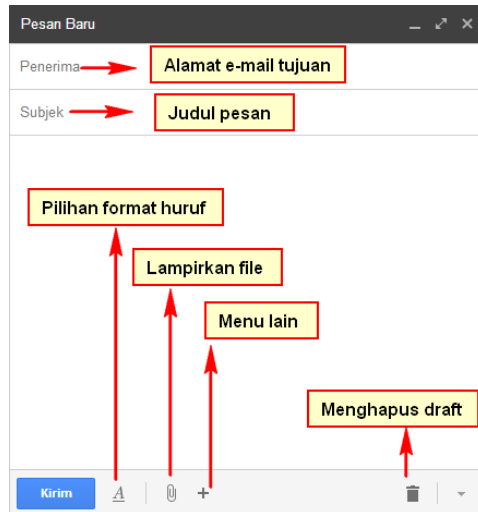 Pesan Baru
Penerima Alamat e-mail tujuan
Subjek Judul pesan
Pilihan format huruf
Lampirkan file
Menu lain
Menghapus draft
Kirim A